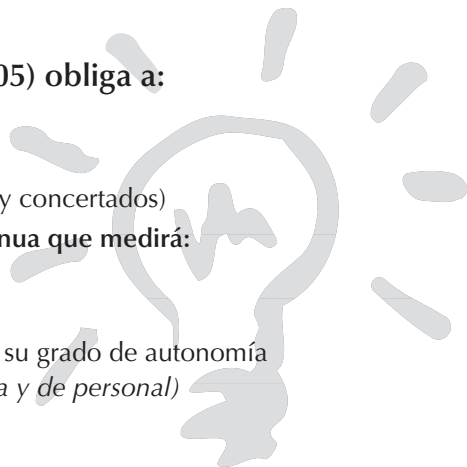 05) obliga a:
y concertados)
nua que medirá:
su grado de autonomía
a y de personal)